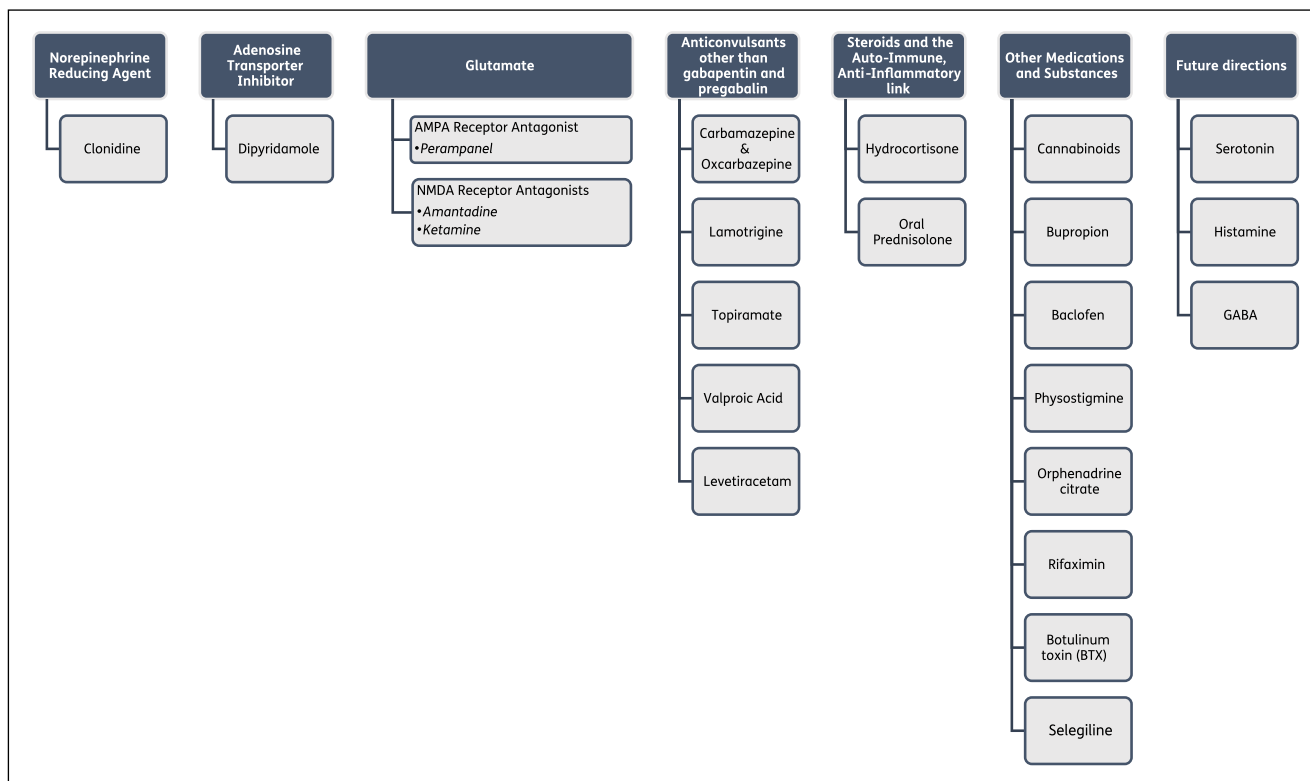 Norepinephrine
Reducing Agent
Clonidine
Adenosine
Transporter
Inhibitor
Dipyridamole
Glutamate
AMPA Receptor Antagonist
•Perampanel
NMDA Receptor Antagonists
•Amantadine
•Ketamine
Anticonvulsants
other than
gabapentin and
pregabalin
Carbamazepine
&
Oxcarbazepine
Lamotrigine
Topiramate
Valproic Acid
Levetiracetam
Steroids and the
Auto-Immune,
Anti-Inflammatory
link
Hydrocortisone
Oral
Prednisolone
Other Medications
and Substances
Cannabinoids
Bupropion
Baclofen
Physostigmine
Orphenadrine
citrate
Rifaximin
Botulinum
toxin (BTX)
Selegiline
Future directions
Serotonin
Histamine
GABA